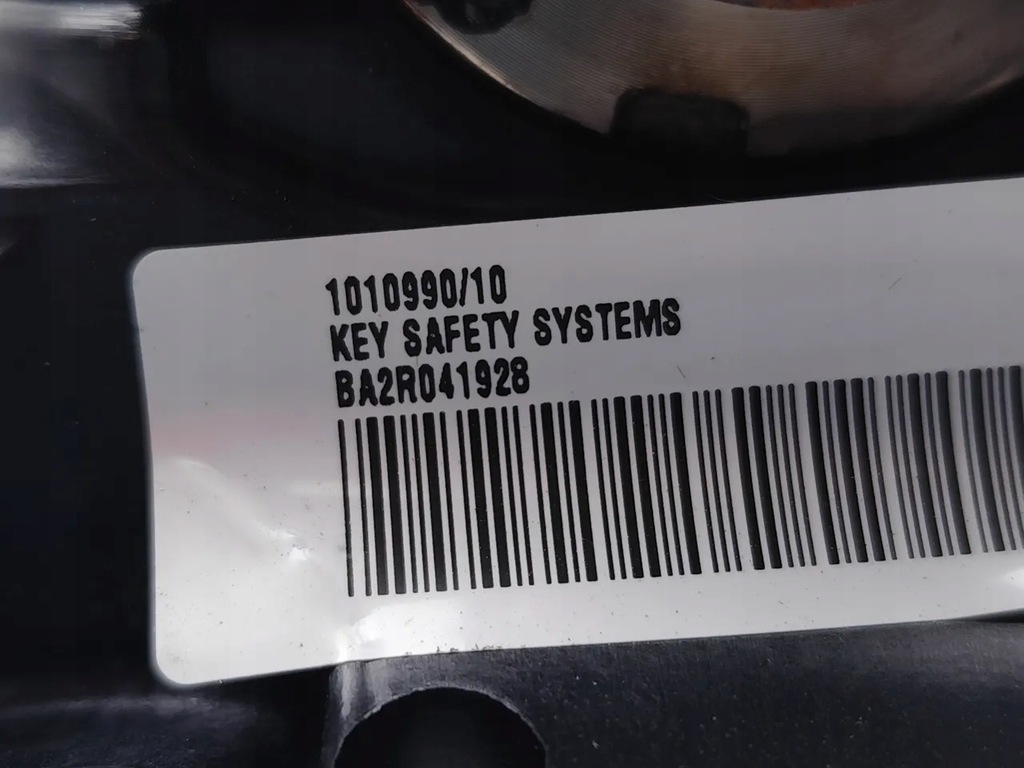 1010990/10
KEY SAFETY SYSTEMS
BA2R041928